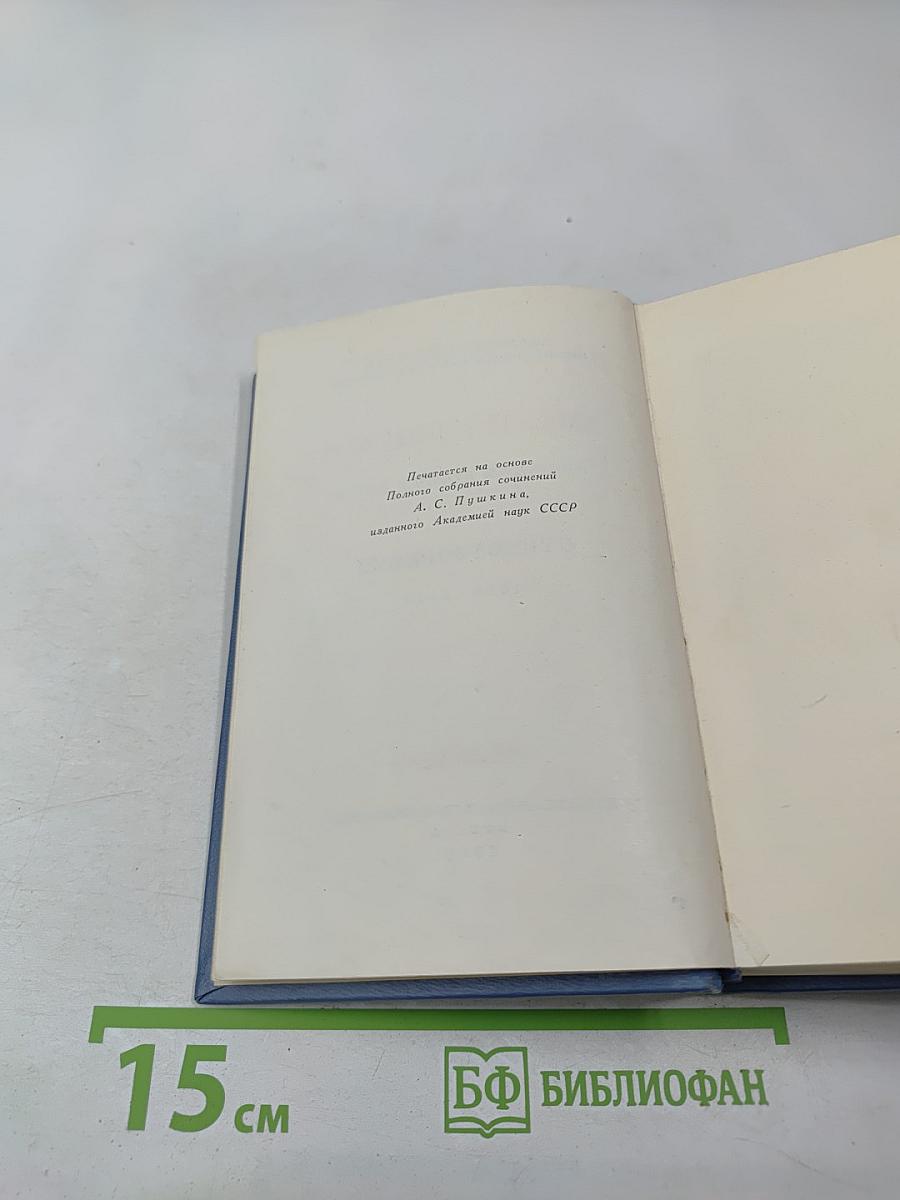 Печатается на основе
Полного собрания сочинений
А. С. Пушкина,
изданного Академией наук СССР
15 см
БФ БИБЛИОФАН